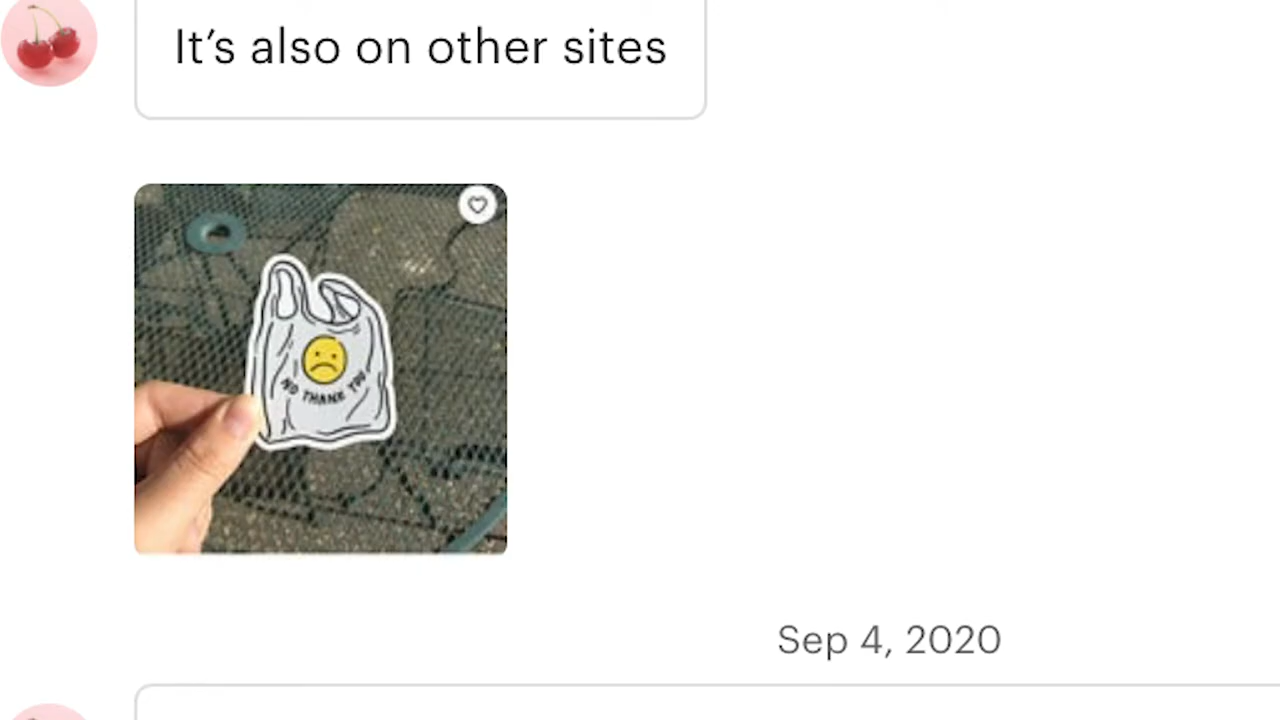 It’s also on other sites
NO THANK YOU
Sep 4, 2020